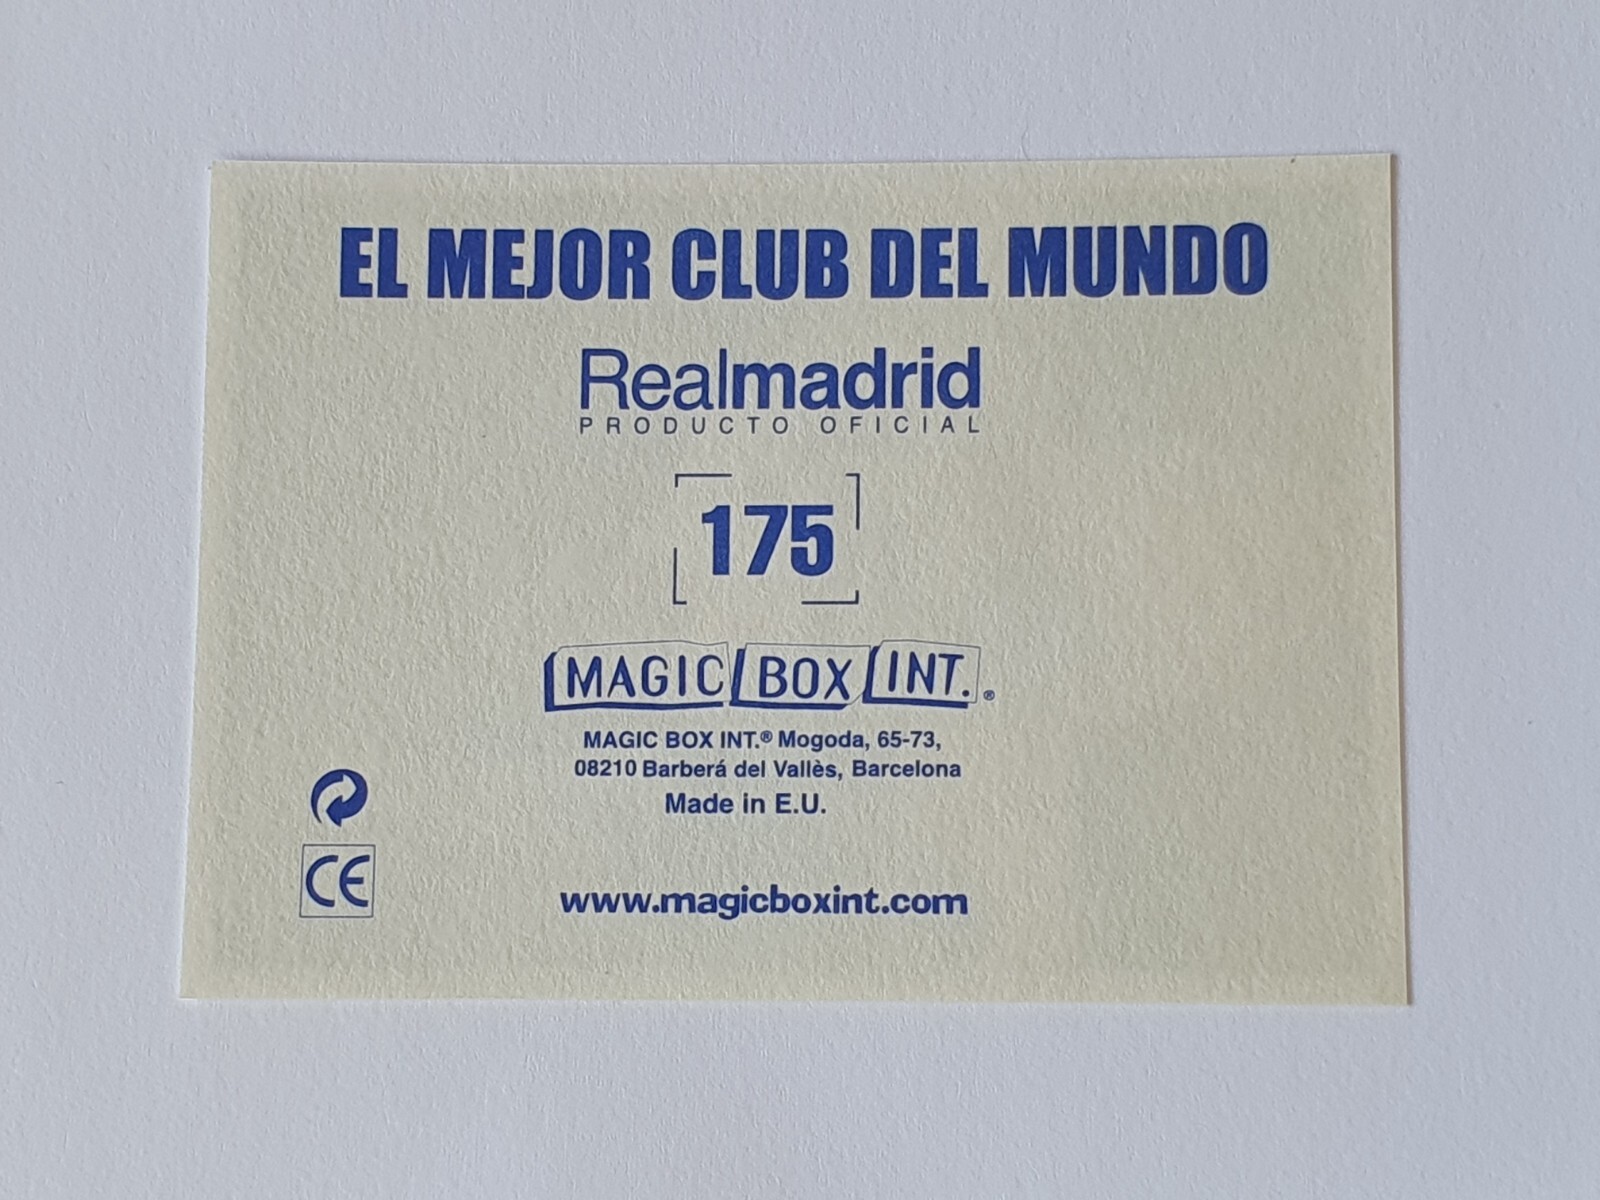 EL MEJOR CLUB DEL MUNDO
Realmadrid
PRODUCTO OFICIAL
175
MAGIC BOX INT.®
MAGIC BOX INT.® Mogoda, 65-73,
08210 Barberá del Vallès, Barcelona
Made in E.U.
CE
www.magicboxint.com